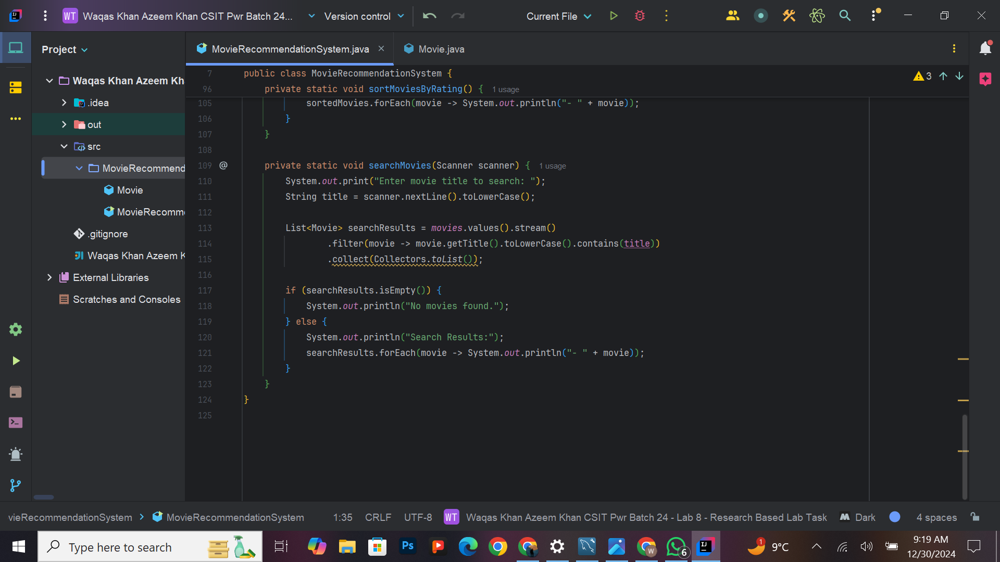 WT Waqas Khan Azeem Khan CSIT Pwr Batch 24... Version control Current File
Project
MovieRecommendationSystem.java Movie.java
Waqas Khan Azeem Kh
.idea
out
src
MovieRecommend
Movie
MovieRecomm
.gitignore
Waqas Khan Azeem K
External Libraries
Scratches and Consoles
3
7 public class MovieRecommendationSystem {
96 private static void sortMoviesByRating() { 1 usage
105 sortedMovies.forEach(movie -> System.out.println("- " + movie));
106 }
107 }
108
109 @ private static void searchMovies(Scanner scanner) { 1 usage
110 System.out.print("Enter movie title to search: ");
111 String title = scanner.nextLine().toLowerCase();
112
113 List<Movie> searchResults = movies.values().stream()
114 .filter(movie -> movie.getTitle().toLowerCase().contains(title))
115 .collect(Collectors.toList());
116
117 if (searchResults.isEmpty()) {
118 System.out.println("No movies found.");
119 } else {
120 System.out.println("Search Results:");
121 searchResults.forEach(movie -> System.out.println("- " + movie));
122 }
123 }
124 }
125
vieRecommendationSystem > MovieRecommendationSystem 1:35 CRLF UTF-8 WT Waqas Khan Azeem Khan CSIT Pwr Batch 24 - Lab 8 - Research Based Lab Task Dark 4 spaces
Type here to search
Ps
W
6
IJ
1
9°C
9:19 AM
12/30/2024